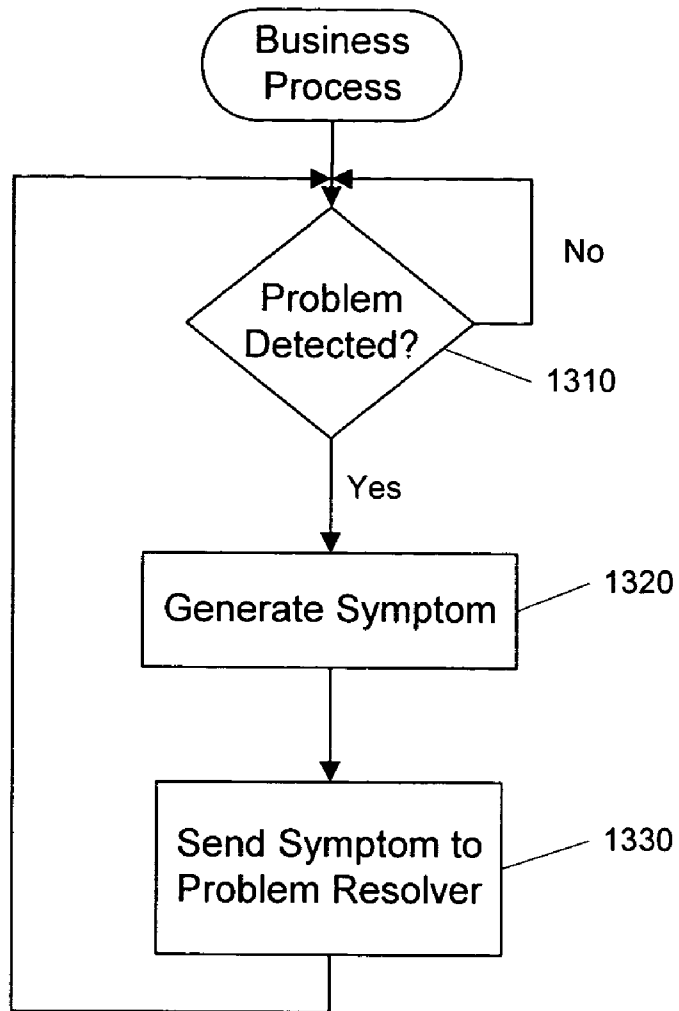 Business
Process
No
Problem
Detected?
1310
Yes
1320
Generate Symptom
1330
Send Symptom to
Problem Resolver